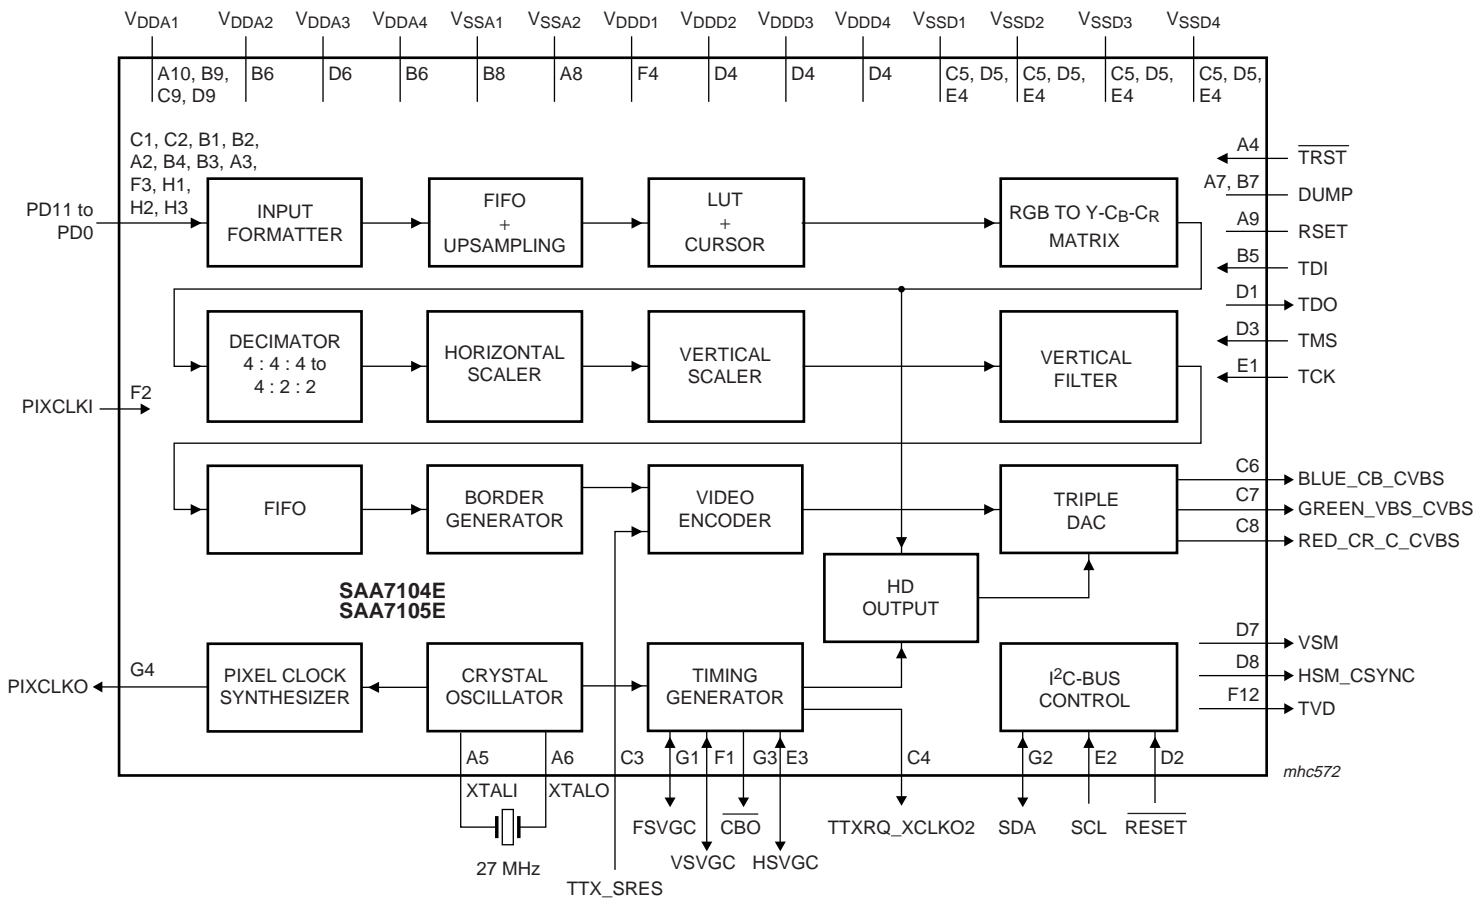 VDDA1 VDDA2 VDDA3 VDDA4 VSSA1 VSSA2 VDDD1 VDDD2 VDDD3 VDDD4 VSSD1 VSSD2 VSSD3 VSSD4
A10, B9, B6 D6 B6 B8 A8 F4 D4 D4 D4 C5, D5, C5, D5, C5, D5, C5, D5,
C9, D9 E4 E4 E4 E4
C1, C2, B1, B2,
A2, B4, B3, A3,
F3, H1,
H2, H3
PD11 to
PD0
INPUT
FORMATTER
FIFO
+
UPSAMPLING
LUT
+
CURSOR
RGB TO Y-CB-CR
MATRIX
A4 TRST
A7, B7 DUMP
A9 RSET
B5 TDI
D1 TDO
D3 TMS
E1 TCK
DECIMATOR
4 : 4 : 4 to
4 : 2 : 2
HORIZONTAL
SCALER
VERTICAL
SCALER
VERTICAL
FILTER
PIXCLKI F2
FIFO
BORDER
GENERATOR
VIDEO
ENCODER
TRIPLE
DAC
C6 BLUE_CB_CVBS
C7 GREEN_VBS_CVBS
C8 RED_CR_C_CVBS
HD
OUTPUT
SAA7104E
SAA7105E
PIXCLKO G4
PIXEL CLOCK
SYNTHESIZER
CRYSTAL
OSCILLATOR
TIMING
GENERATOR
I2C-BUS
CONTROL
D7 VSM
D8 HSM_CSYNC
F12 TVD
A5 A6 C3 G1 F1 G3 E3 C4 G2 E2 D2
mhc572
XTALI XTALO
27 MHz
TTX_SRES
FSVGC CBO TTXRQ_XCLKO2 SDA SCL RESET
VSVGC HSVGC